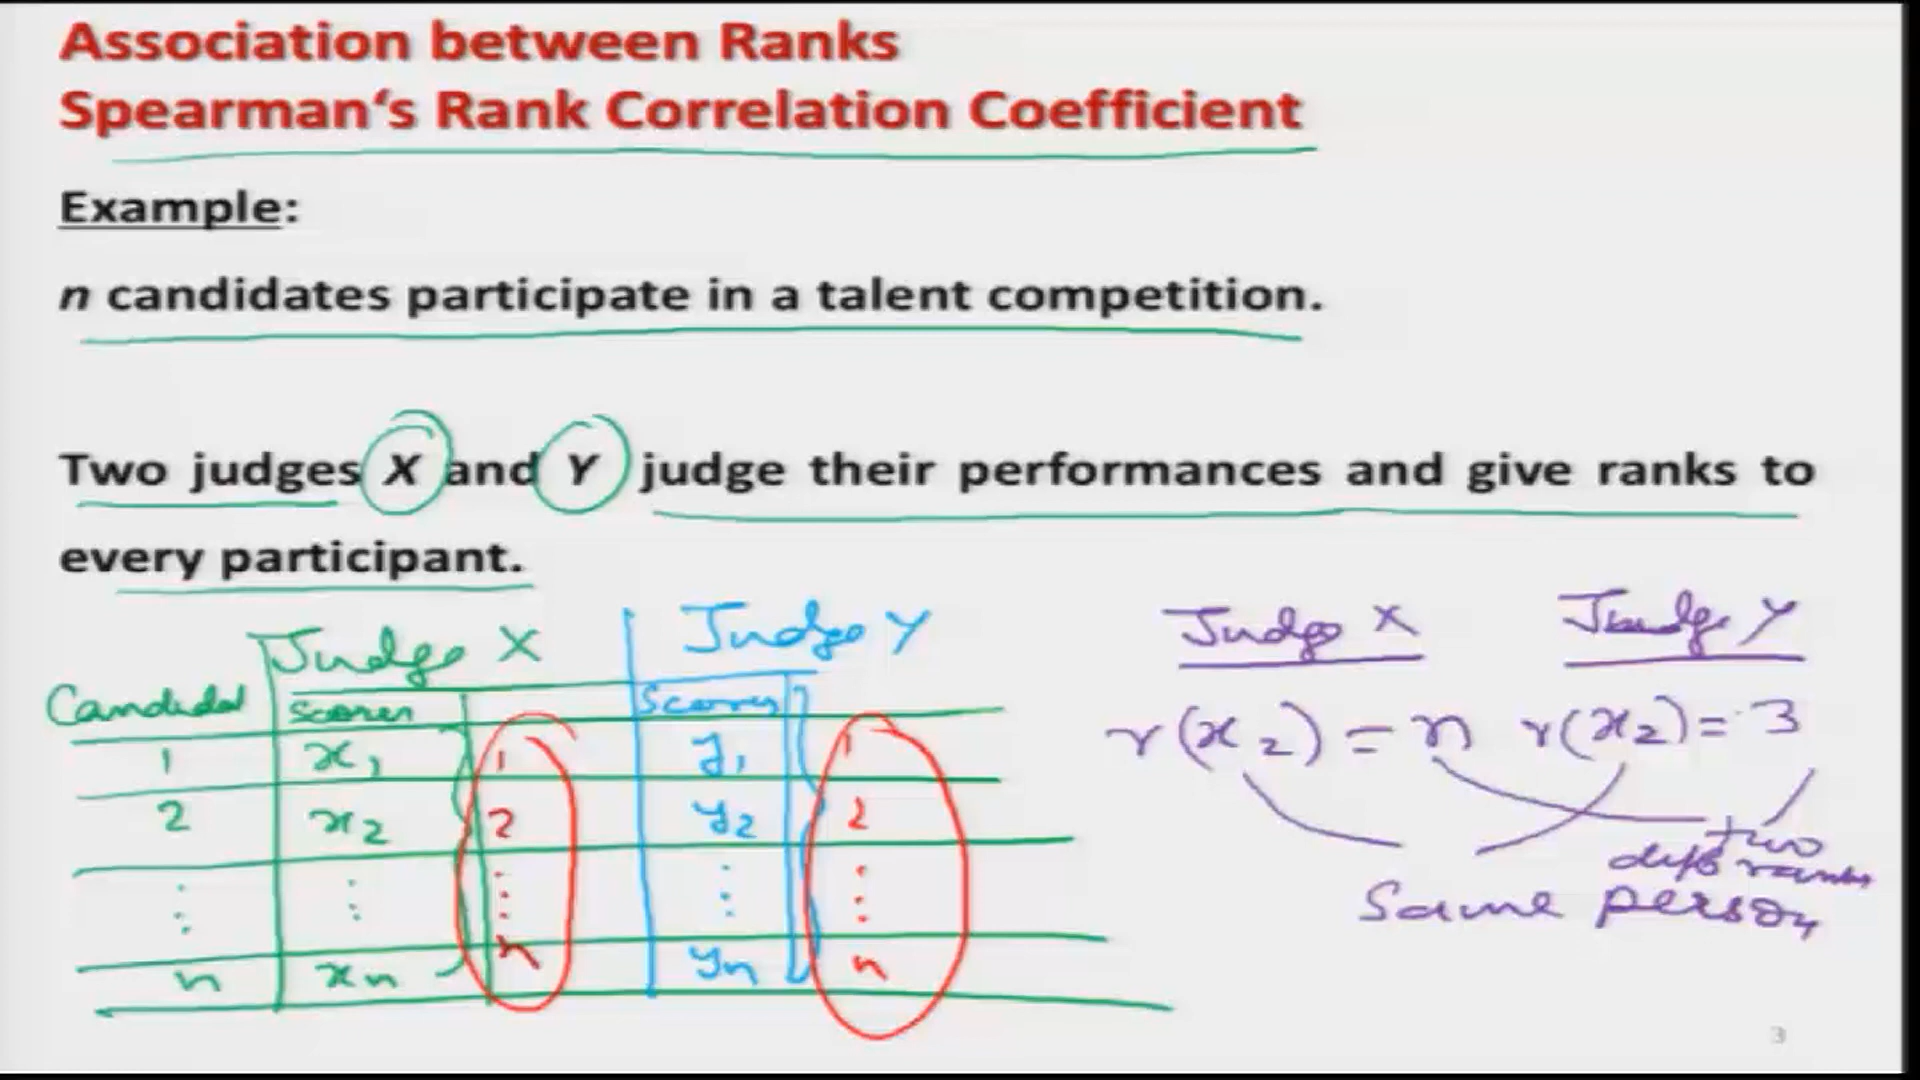 Association between Ranks
Spearman‘s Rank Correlation Coefficient
Example:
n candidates participate in a talent competition.
Two judges X and Y judge their performances and give ranks to
every participant.
Judge X Judge Y
Candidat Scores Scores
1 x₁ 1 y₁ 1
2 x₂ 2 y₂ 2
⋮ ⋮ ⋮ ⋮ ⋮
n xₙ n yₙ n
Judge X Judge Y
r(x₂) = n r(x₂) = 3
two
diff ranks
Same person
3